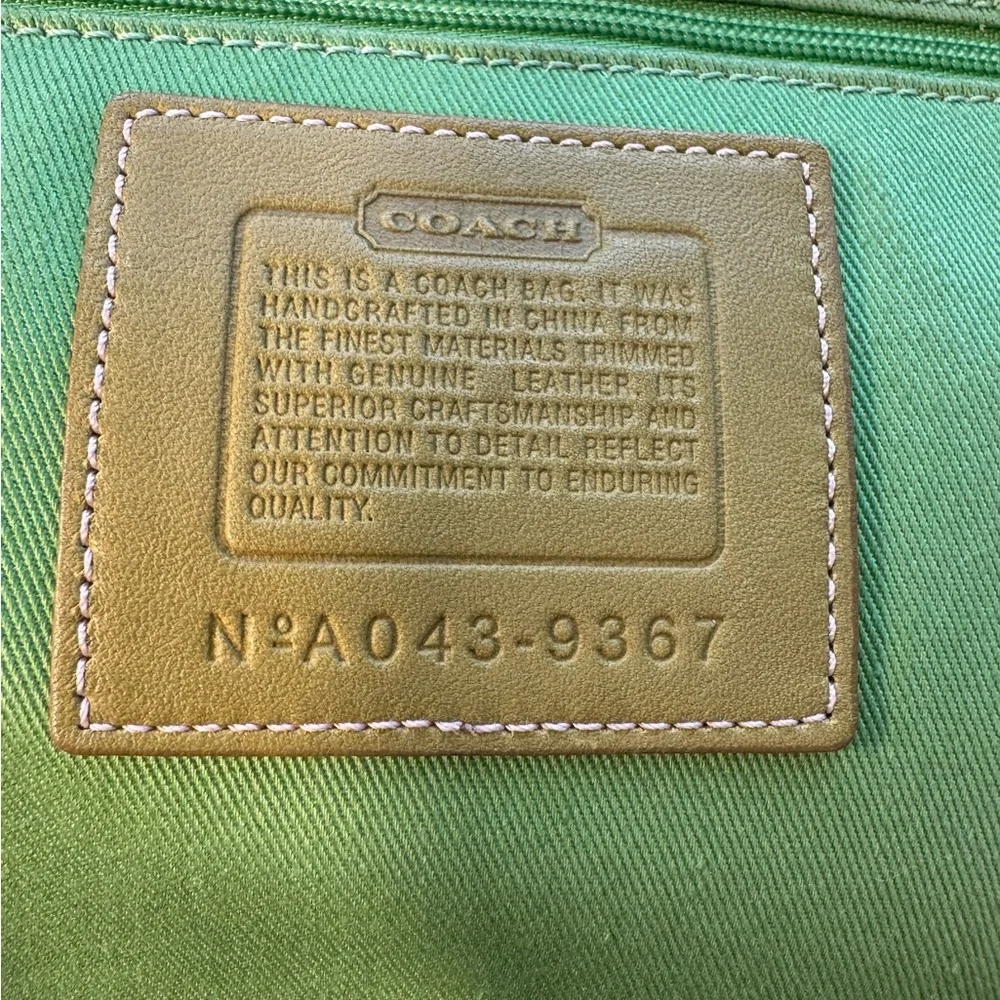 COACH
THIS IS A COACH BAG. IT WAS
HANDCRAFTED IN CHINA FROM
THE FINEST MATERIALS TRIMMED
WITH GENUINE LEATHER. ITS
SUPERIOR CRAFTSMANSHIP AND
ATTENTION TO DETAIL REFLECT
OUR COMMITMENT TO ENDURING
QUALITY.
Nº A043-9367